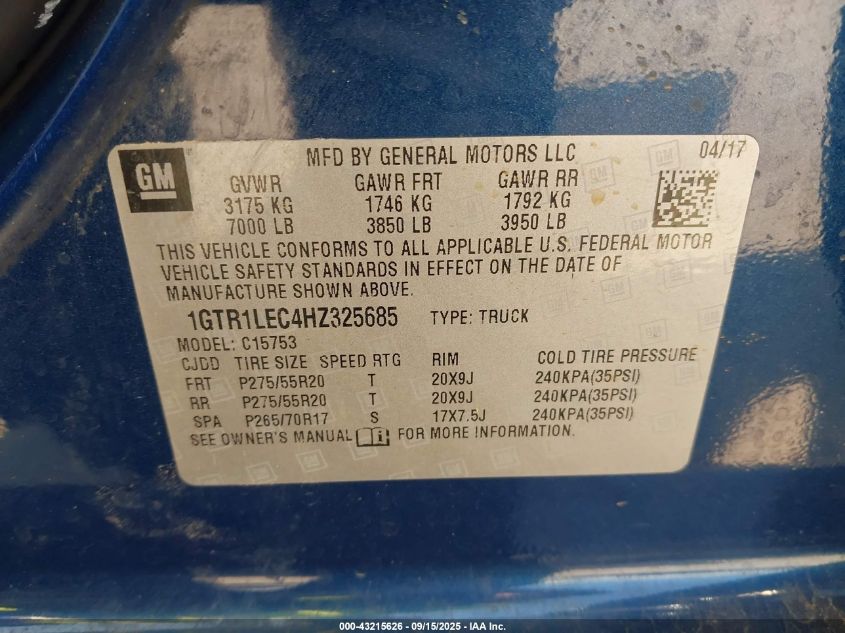 GM
MFD BY GENERAL MOTORS LLC 04/17
GVWR GAWR FRT GAWR RR
3175 KG 1746 KG 1792 KG
7000 LB 3850 LB 3950 LB
THIS VEHICLE CONFORMS TO ALL APPLICABLE U.S. FEDERAL MOTOR
VEHICLE SAFETY STANDARDS IN EFFECT ON THE DATE OF
MANUFACTURE SHOWN ABOVE.
1GTR1LEC4HZ325685 TYPE: TRUCK
MODEL: C15753
CJDD TIRE SIZE SPEED RTG RIM COLD TIRE PRESSURE
FRT P275/55R20 T 20X9J 240KPA(35PSI)
RR P275/55R20 T 20X9J 240KPA(35PSI)
SPA P265/70R17 S 17X7.5J 240KPA(35PSI)
SEE OWNER'S MANUAL FOR MORE INFORMATION.
000-43215626 - 09/15/2025 - IAA Inc.